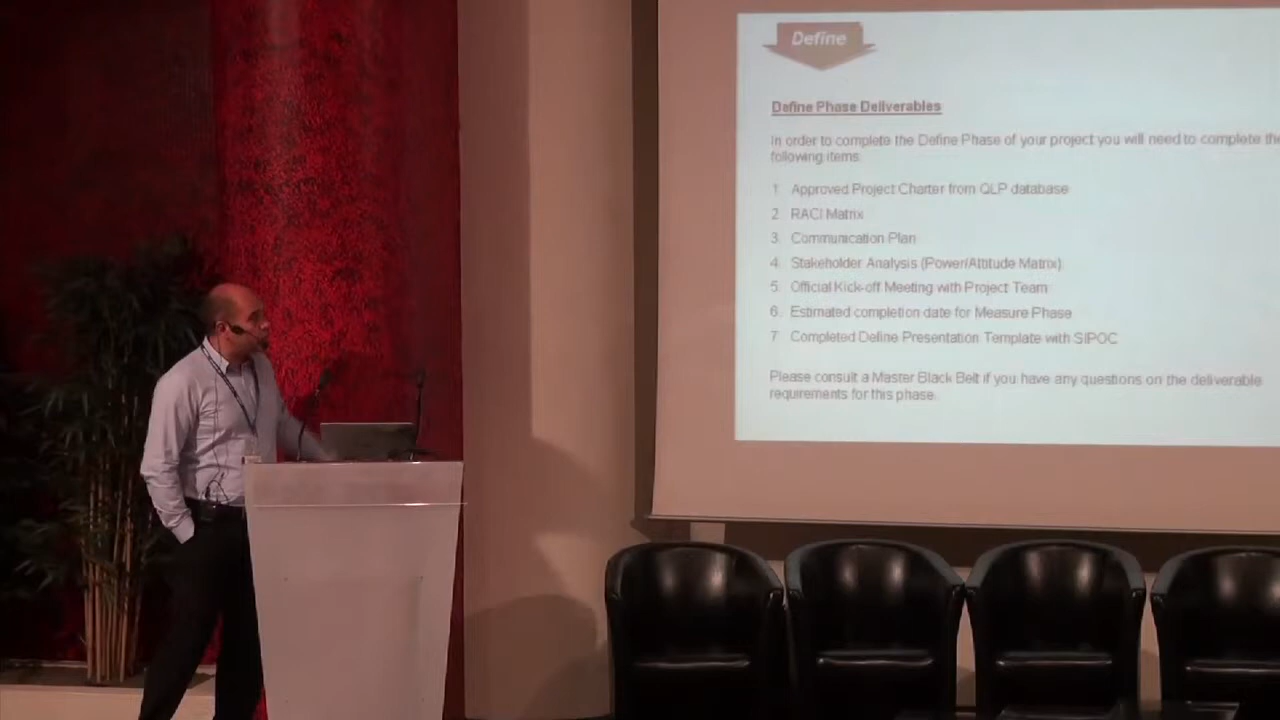 Define
Define Phase Deliverables
In order to complete the Define Phase of your project you will need to complete the
following items:
1 Approved Project Charter from QLP database
2 RACI Matrix
3. Communication Plan
4 Stakeholder Analysis (Power/Attitude Matrix)
5 Official Kick-off Meeting with Project Team
6. Estimated completion date for Measure Phase
7 Completed Define Presentation Template with SIPOC
Please consult a Master Black Belt if you have any questions on the deliverable
requirements for this phase.